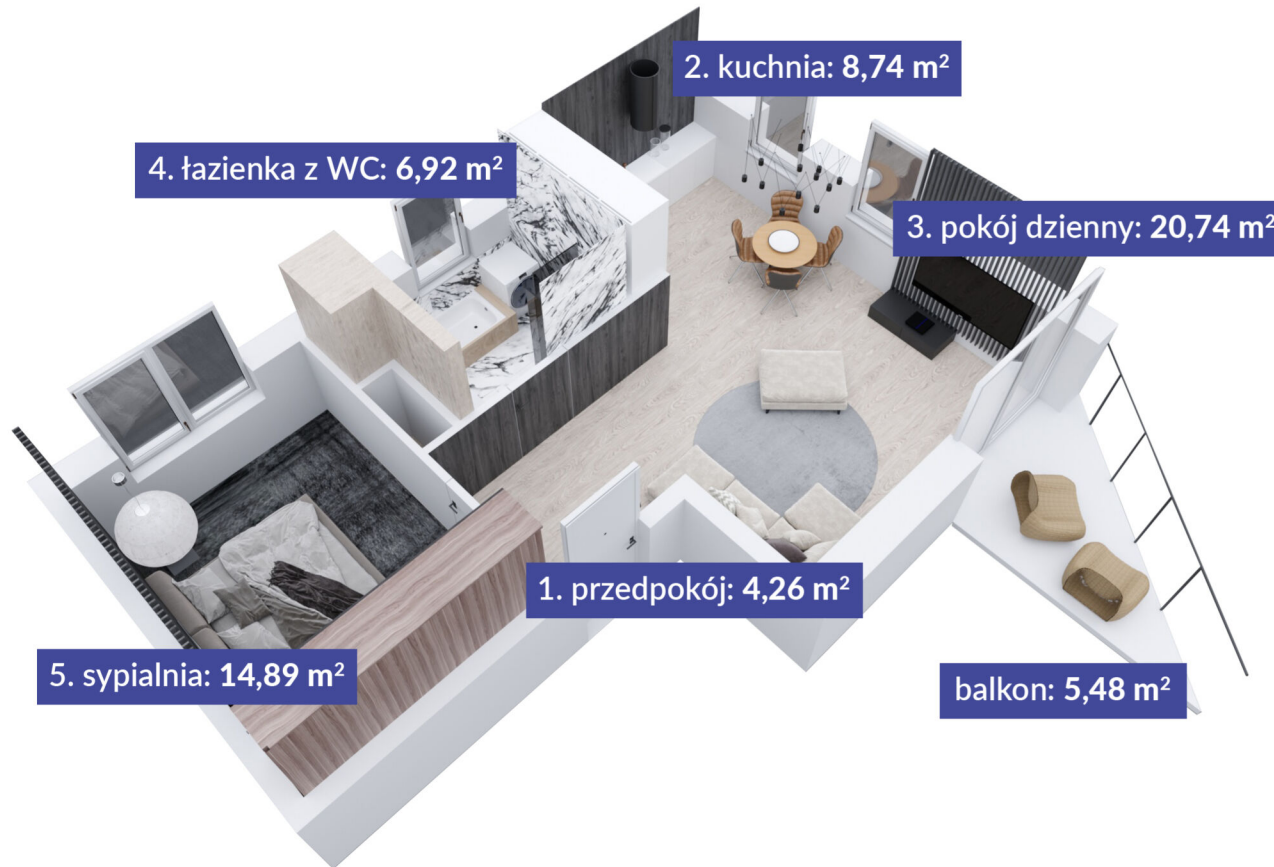 2. kuchnia: 8,74 m²
4. łazienka z WC: 6,92 m²
3. pokój dzienny: 20,74 m²
1. przedpokój: 4,26 m²
5. sypialnia: 14,89 m²
balkon: 5,48 m²